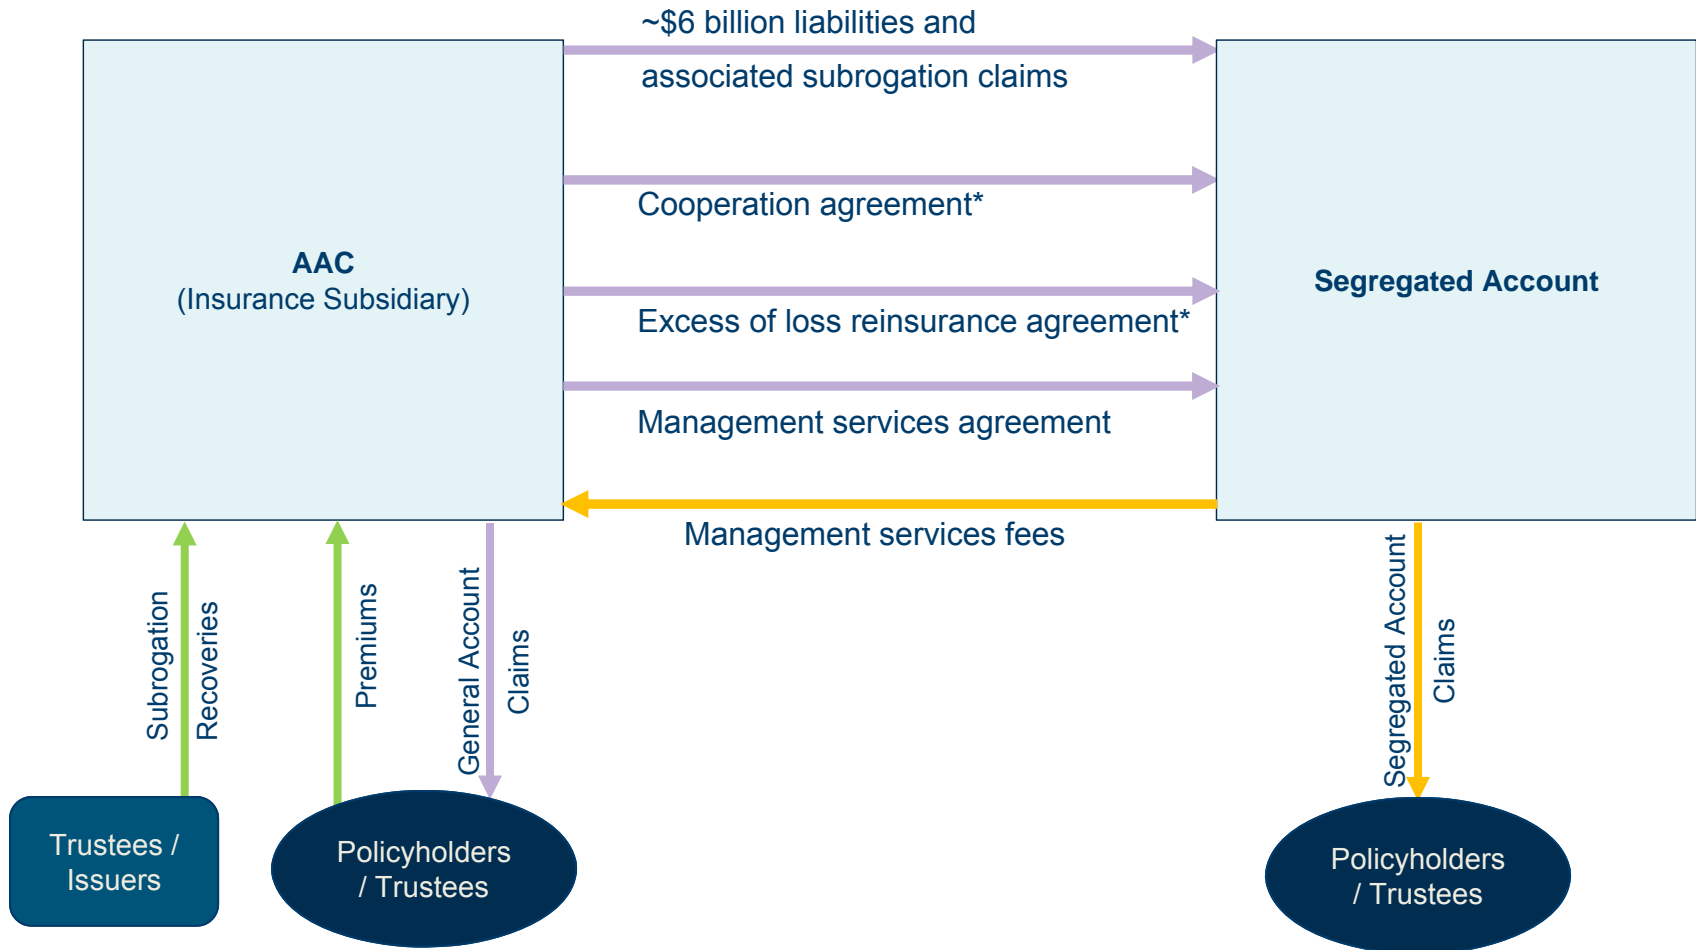 ~$6 billion liabilities and
associated subrogation claims
AAC
(Insurance Subsidiary)
Cooperation agreement*
Segregated Account
Excess of loss reinsurance agreement*
Management services agreement
Management services fees
Subrogation
Recoveries
Premiums
General Account
Claims
Segregated Account
Claims
Trustees /
Issuers
Policyholders
/ Trustees
Policyholders
/ Trustees